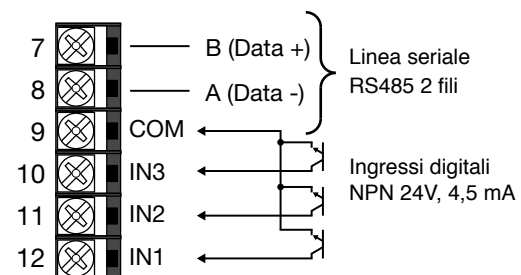 7 B (Data +)
8 A (Data -)
Linea seriale
RS485 2 fili
9 COM
10 IN3
11 IN2
12 IN1
Ingressi digitali
NPN 24V, 4,5 mA